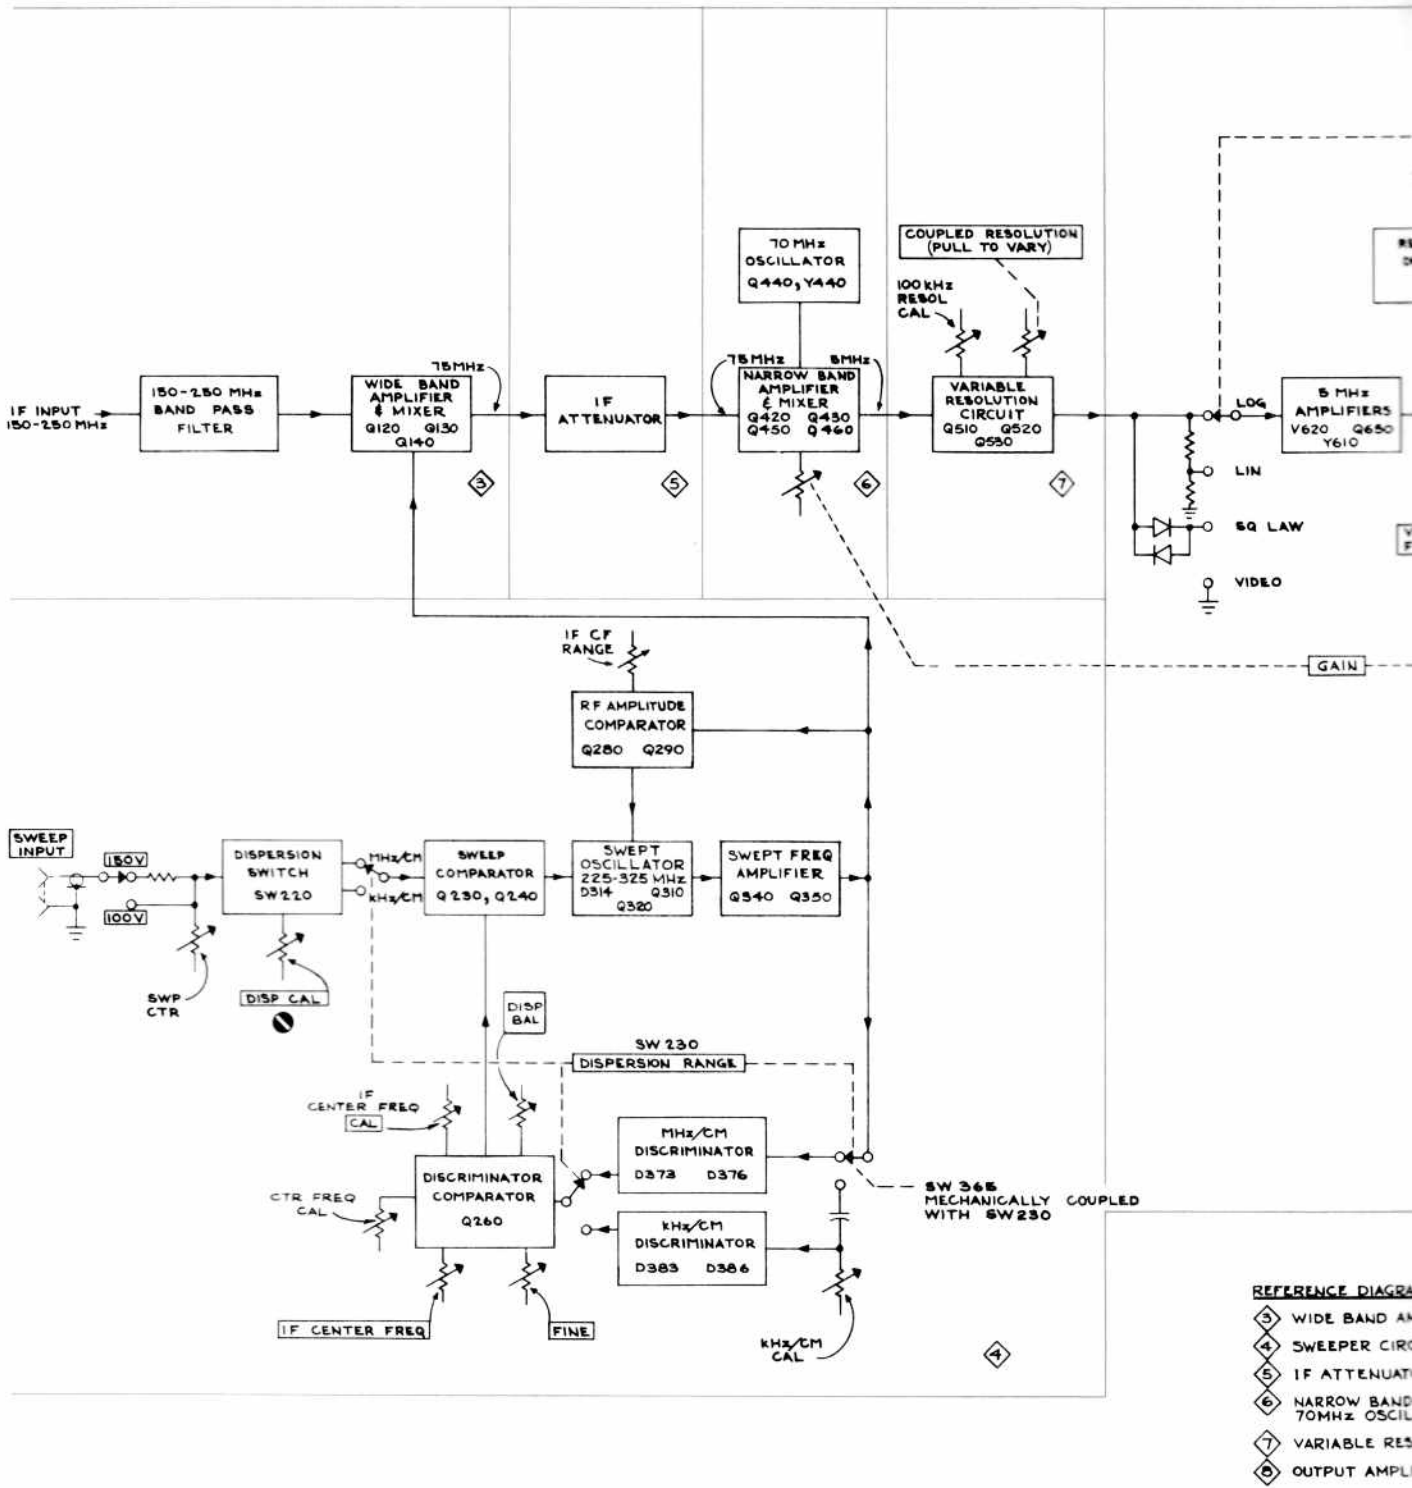 70 MHz
OSCILLATOR
Q440, Y440
COUPLED RESOLUTION
(PULL TO VARY)
100 kHz
RESOL
CAL
IF INPUT
150-250 MHz
150-250 MHz
BAND PASS
FILTER
WIDE BAND
AMPLIFIER
& MIXER
Q120 Q130
Q140
75MHz
3
IF
ATTENUATOR
5
75MHz
NARROW BAND
AMPLIFIER
& MIXER
Q420 Q430
Q450 Q460
5MHz
6
VARIABLE
RESOLUTION
CIRCUIT
Q510 Q520
Q530
7
LOG
LIN
SQ LAW
VIDEO
5 MHz
AMPLIFIERS
V620 Q650
Y610
GAIN
IF CF
RANGE
RF AMPLITUDE
COMPARATOR
Q280 Q290
SWEEP
INPUT
150V
100V
SWP
CTR
DISPERSION
SWITCH
SW220
DISP CAL
MHz/CM
kHz/CM
SWEEP
COMPARATOR
Q230, Q240
SWEPT
OSCILLATOR
225-325 MHz
D314 Q310
Q320
SWEPT FREQ
AMPLIFIER
Q340 Q350
DISP
BAL
SW 230
DISPERSION RANGE
IF
CENTER FREQ
CAL
CTR FREQ
CAL
DISCRIMINATOR
COMPARATOR
Q260
IF CENTER FREQ
FINE
MHz/CM
DISCRIMINATOR
D373 D376
kHz/CM
DISCRIMINATOR
D383 D386
kHz/CM
CAL
SW 365
MECHANICALLY COUPLED
WITH SW230
4
REFERENCE DIAGRA
3 WIDE BAND AM
4 SWEEPER CIRC
5 IF ATTENUAT
6 NARROW BAND
70MHz OSCIL
7 VARIABLE RES
8 OUTPUT AMPL